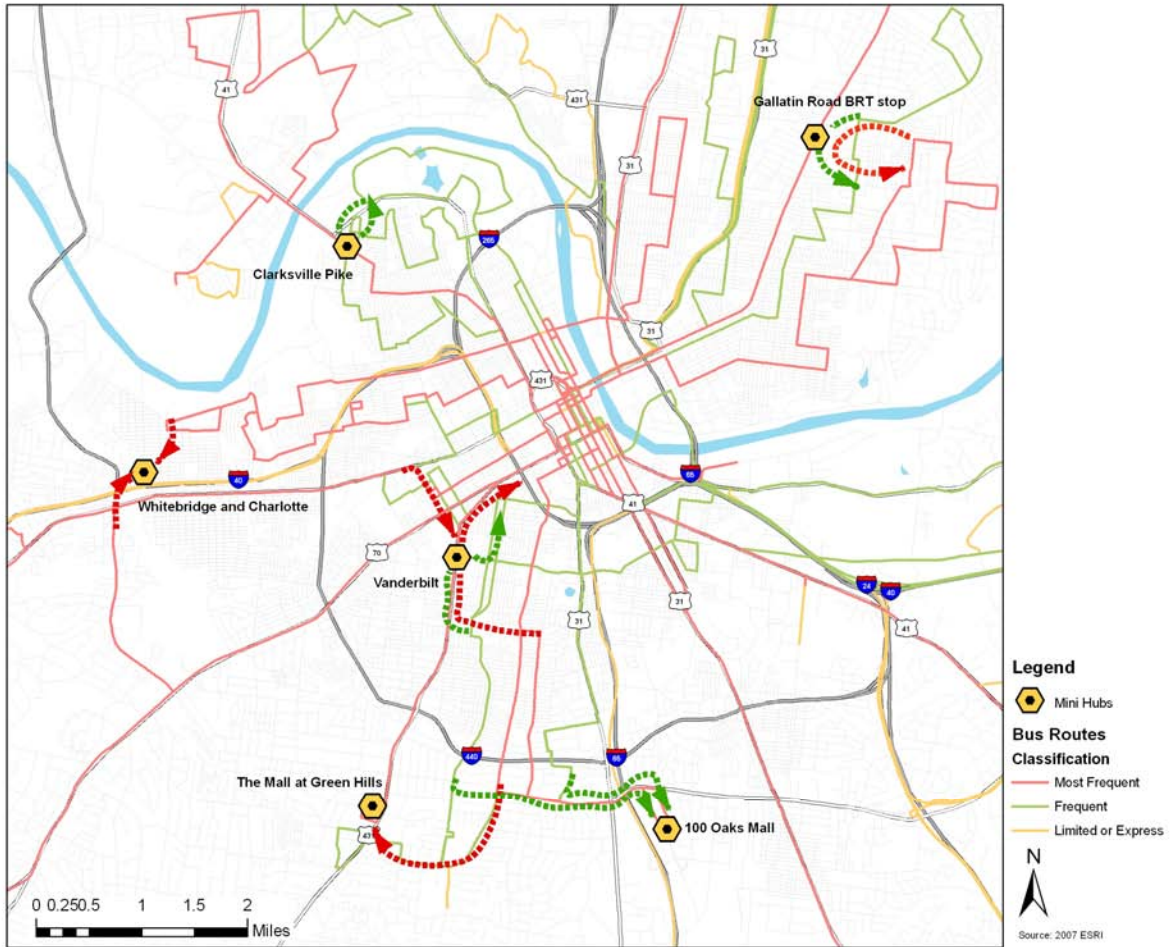 31
41
431
Gallatin Road BRT stop
31
265
Clarksville Pike
31
431
40
65
Whitebridge and Charlotte
41
70
Vanderbilt
24
40
31
31
41
Legend
Mini Hubs
Bus Routes
440
65
Classification
The Mall at Green Hills
Most Frequent
Frequent
431
100 Oaks Mall
Limited or Express
N
0 0.250.5 1 1.5 2
Miles
Source: 2007 ESRI